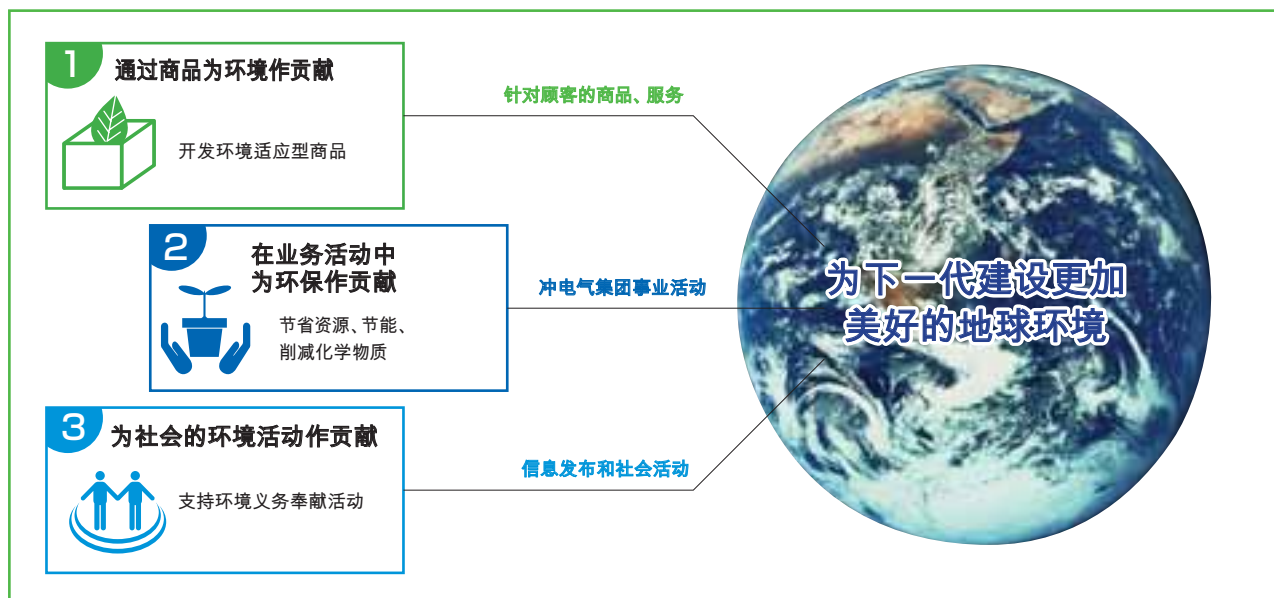 1
通过商品为环境作贡献
开发环境适应型商品
针对顾客的商品、服务
2
在业务活动中
为环保作贡献
节省资源、节能、
削减化学物质
冲电气集团事业活动
3
为社会的环境活动作贡献
支持环境义务奉献活动
信息发布和社会活动
为下一代建设更加
美好的地球环境